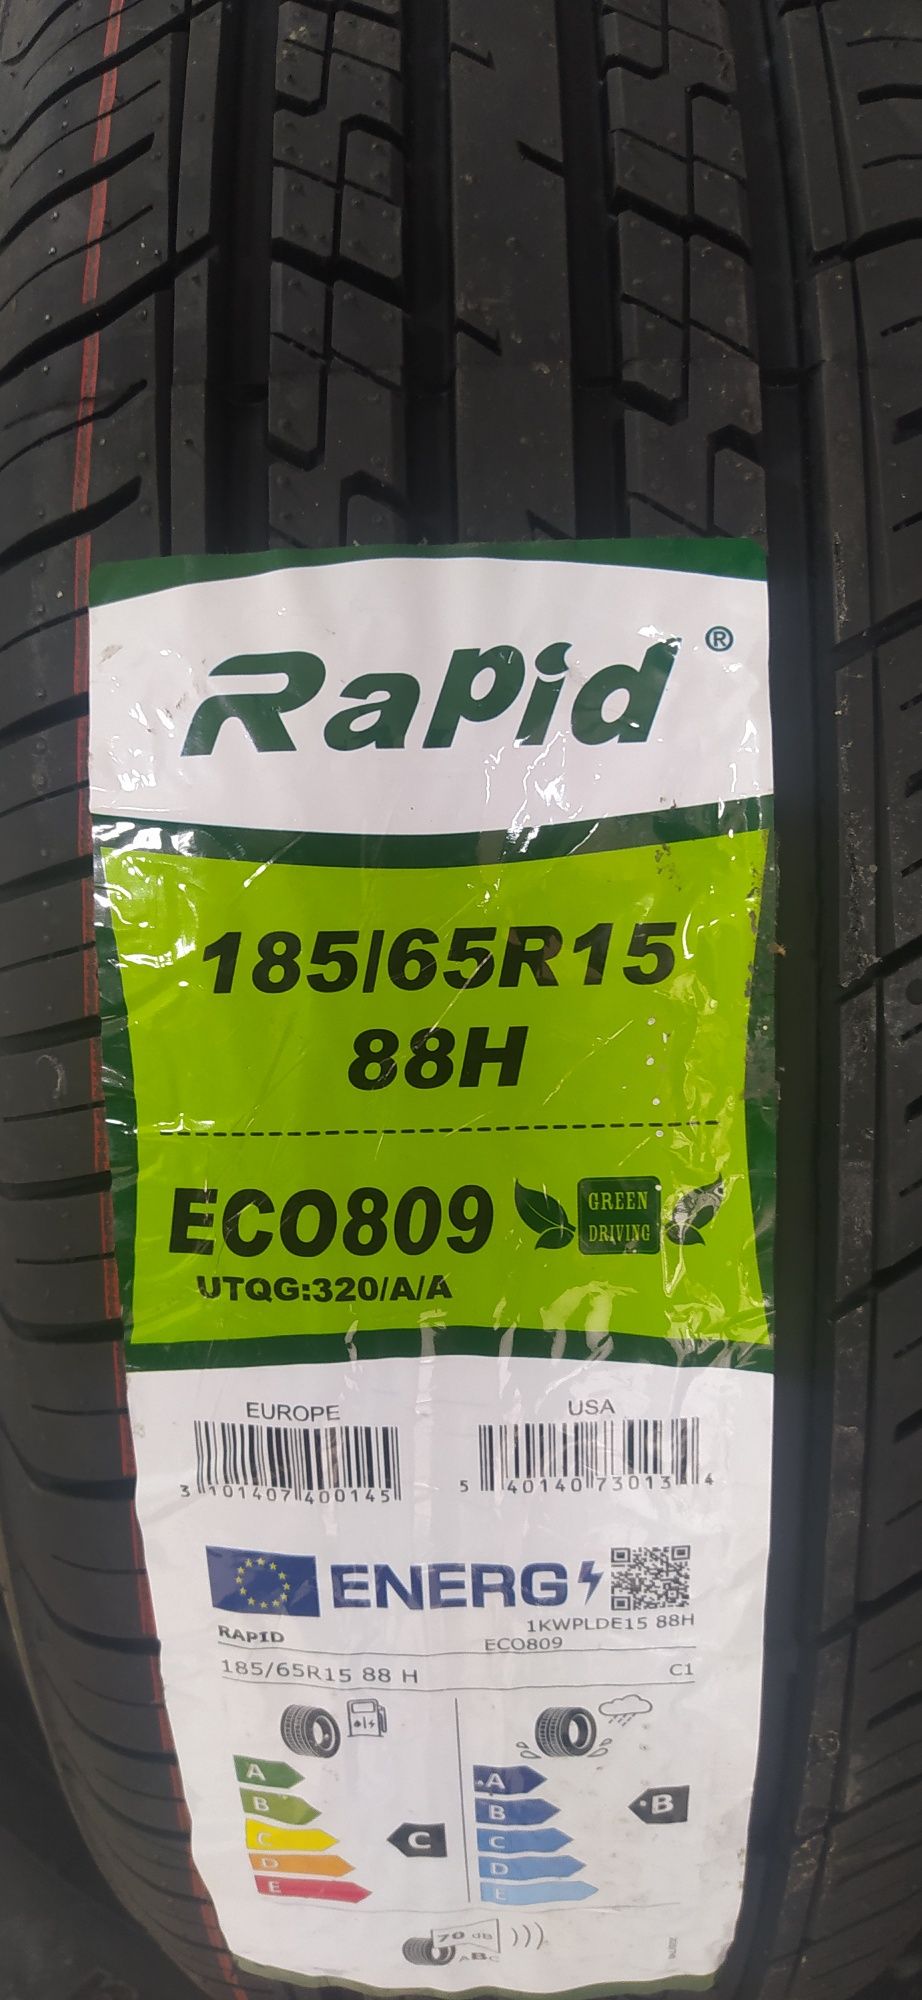 Rapid ®
185/65R15
88H
ECO809
GREEN
DRIVING
UTQG:320/A/A
EUROPE
USA
3 101407 400145
5 40140 73013 4
ENERG
1KWPLDE15 88H
RAPID
ECO809
185/65R15 88 H
C1
A
B
C
D
E
C
A
B
C
D
E
B
70 dB
ABC